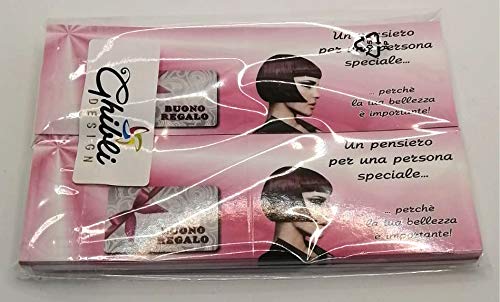 Ghibli
DESIGN
BUONO
REGALO
Un pensiero
per una persona
speciale...
... perchè
la tua bellezza
è importante!
BUONO
REGALO
Un pensiero
per una persona
speciale...
... perchè
la tua bellezza
è importante!